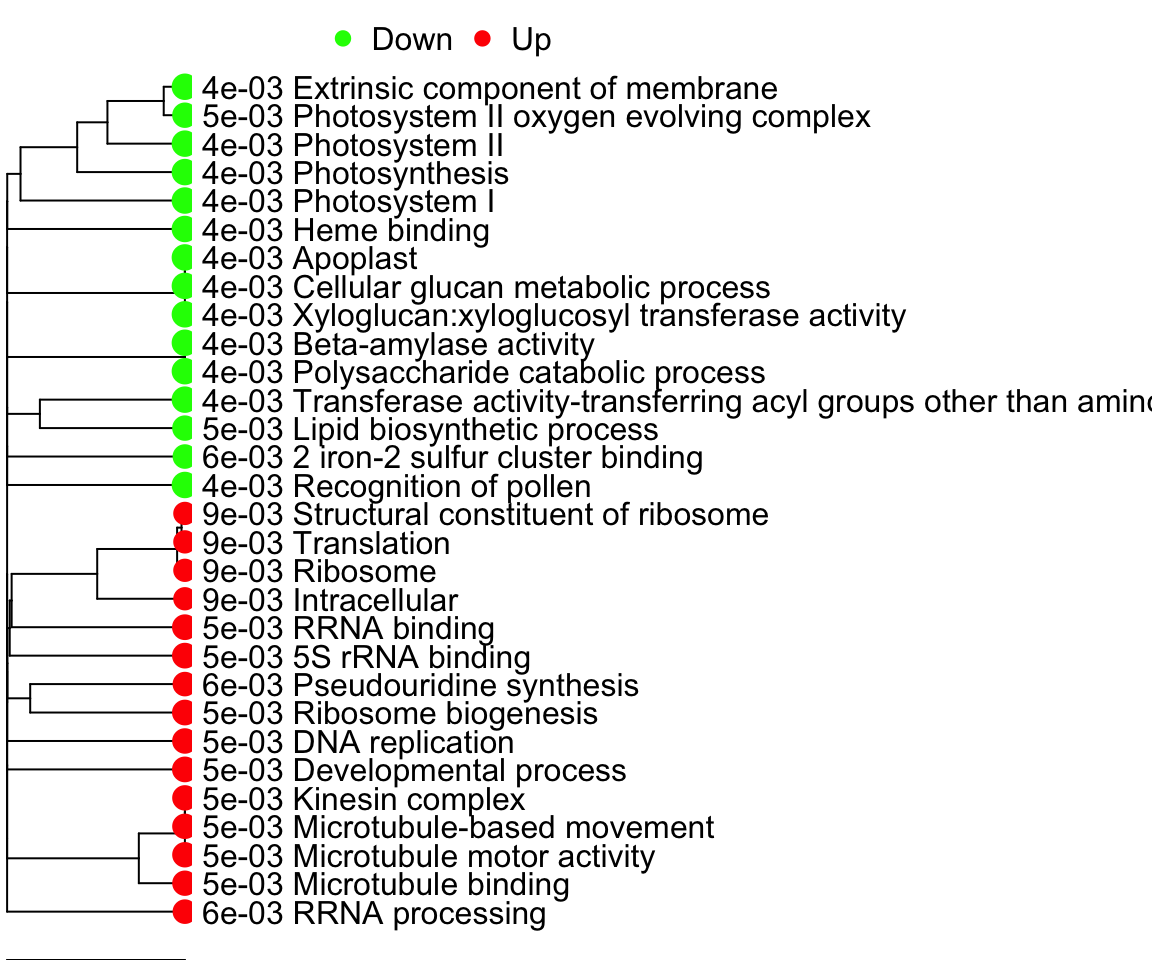 Down Up
4e-03 Extrinsic component of membrane
5e-03 Photosystem II oxygen evolving complex
4e-03 Photosystem II
4e-03 Photosynthesis
4e-03 Photosystem I
4e-03 Heme binding
4e-03 Apoplast
4e-03 Cellular glucan metabolic process
4e-03 Xyloglucan:xyloglucosyl transferase activity
4e-03 Beta-amylase activity
4e-03 Polysaccharide catabolic process
4e-03 Transferase activity-transferring acyl groups other than
5e-03 Lipid biosynthetic process
6e-03 2 iron-2 sulfur cluster binding
4e-03 Recognition of pollen
9e-03 Structural constituent of ribosome
9e-03 Translation
9e-03 Ribosome
9e-03 Intracellular
5e-03 RRNA binding
5e-03 5S rRNA binding
6e-03 Pseudouridine synthesis
5e-03 Ribosome biogenesis
5e-03 DNA replication
5e-03 Developmental process
5e-03 Kinesin complex
5e-03 Microtubule-based movement
5e-03 Microtubule motor activity
5e-03 Microtubule binding
6e-03 RRNA processing